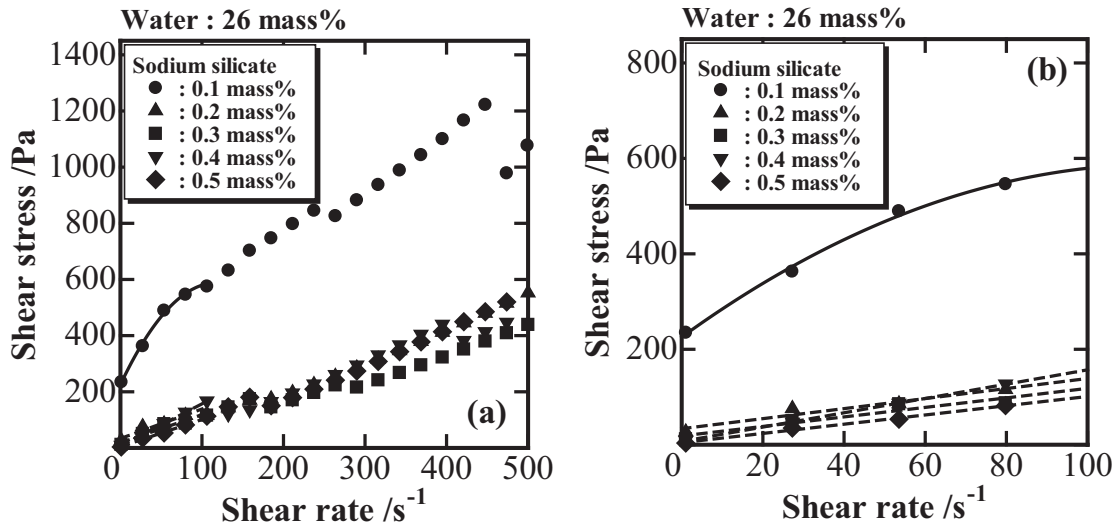 Water : 26 mass%
1400
1200
1000
800
600
400
200
0
100
200
300
400
500
Shear stress /Pa
Shear rate /s-1
Sodium silicate
: 0.1 mass%
: 0.2 mass%
: 0.3 mass%
: 0.4 mass%
: 0.5 mass%
(a)
Water : 26 mass%
800
600
400
200
0
20
40
60
80
100
Shear stress /Pa
Shear rate /s-1
Sodium silicate
: 0.1 mass%
: 0.2 mass%
: 0.3 mass%
: 0.4 mass%
: 0.5 mass%
(b)